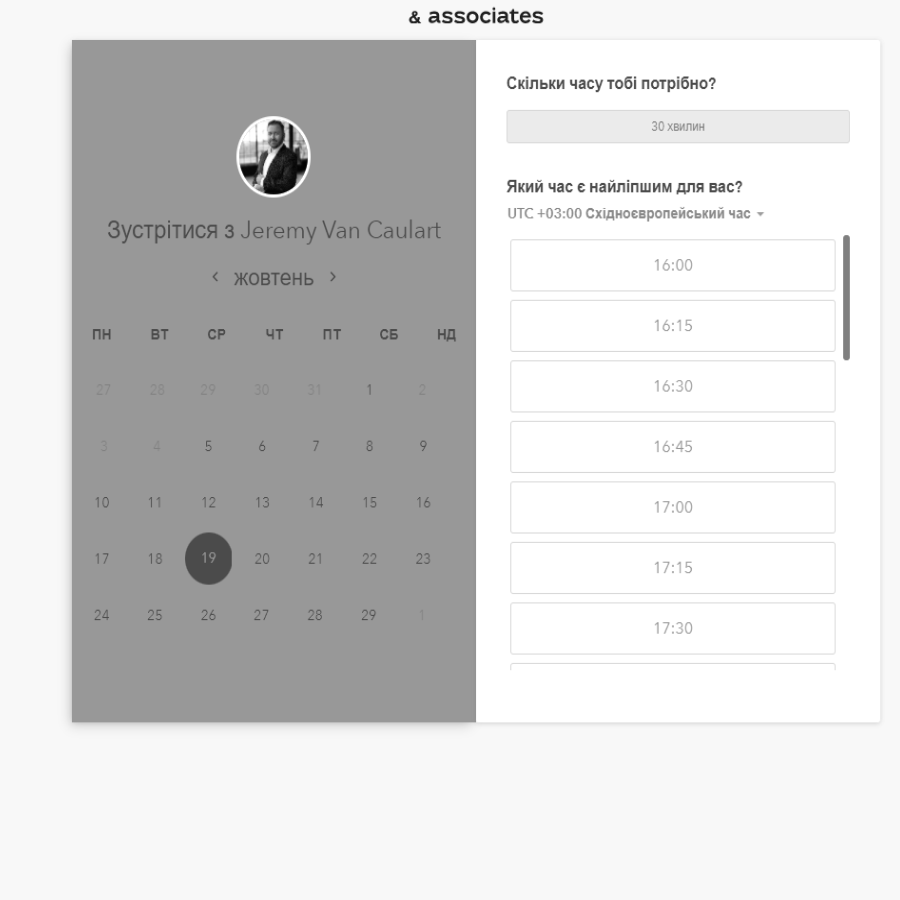 & associates
Зустрітися з Jeremy Van Caulart
жовтень
ПН ВТ СР ЧТ ПТ СБ НД
27 28 29 30 31 1 2
3 4 5 6 7 8 9
10 11 12 13 14 15 16
17 18 19 20 21 22 23
24 25 26 27 28 29 1
Скільки часу тобі потрібно?
30 хвилин
Який час є найліпшим для вас?
UTC +03:00 Східноєвропейський час
16:00
16:15
16:30
16:45
17:00
17:15
17:30